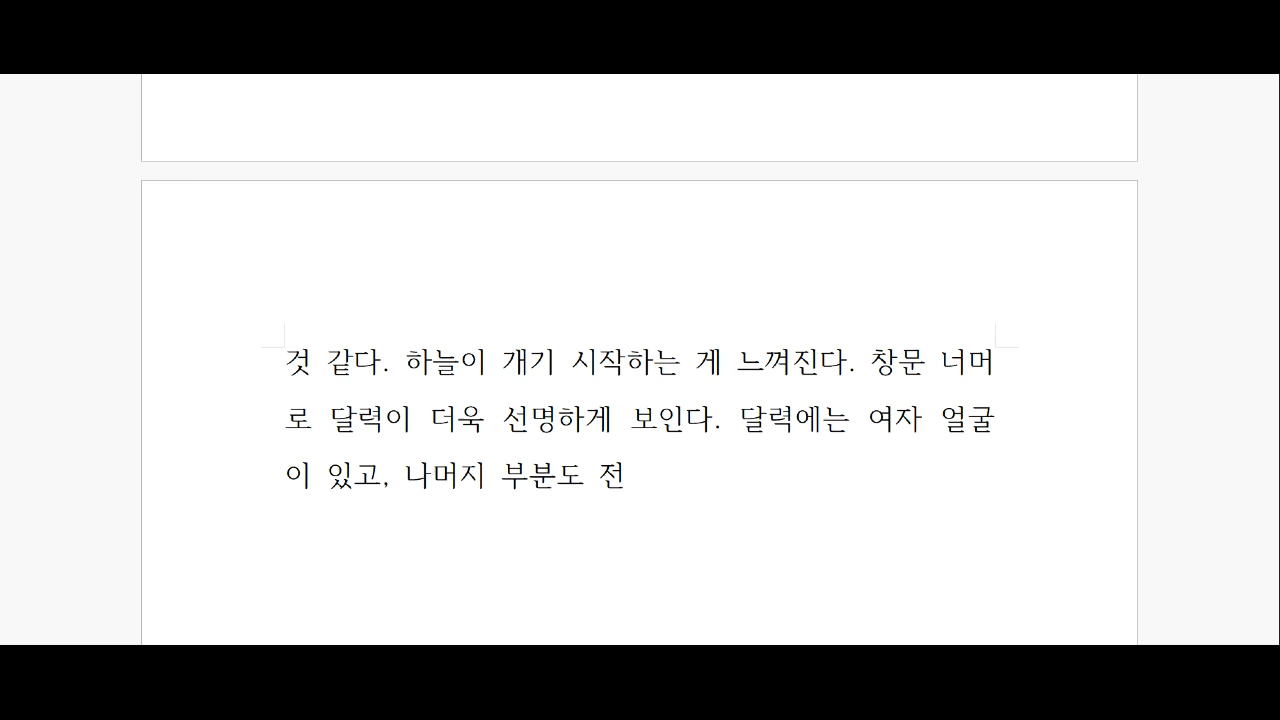 것 같다. 하늘이 개기 시작하는 게 느껴진다. 창문 너머
로 달력이 더욱 선명하게 보인다. 달력에는 여자 얼굴
이 있고, 나머지 부분도 전